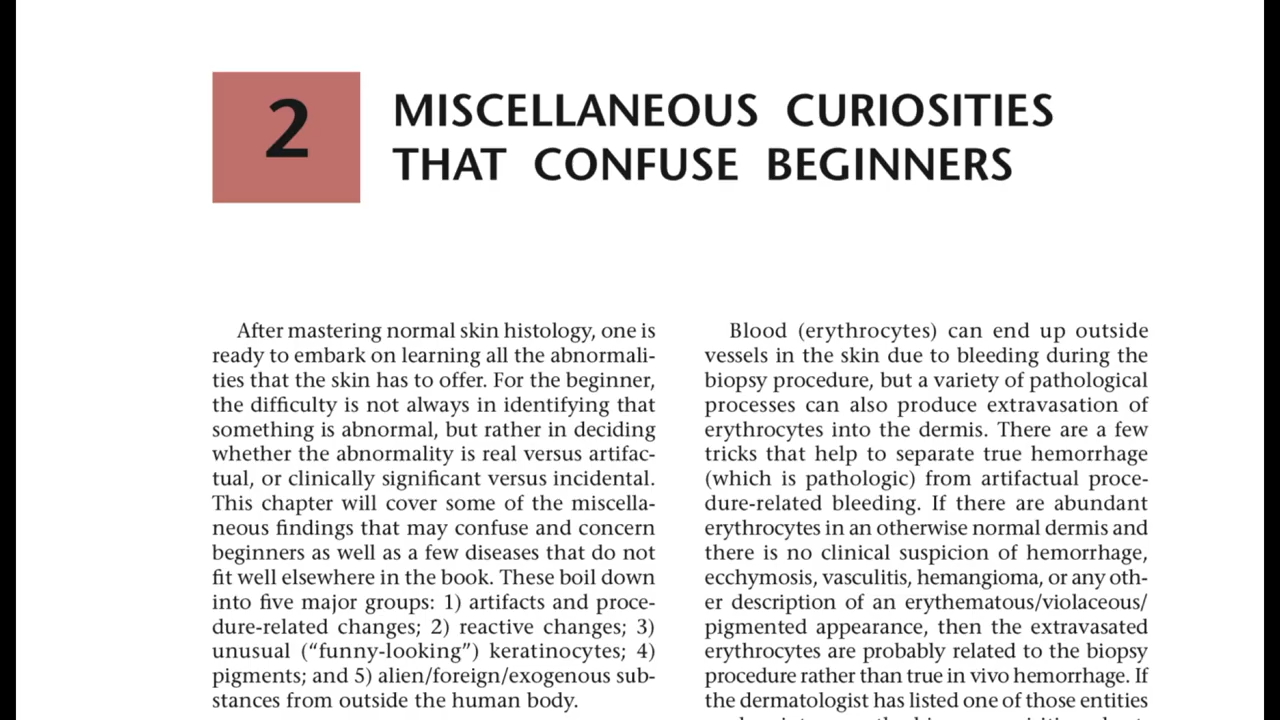 2
MISCELLANEOUS CURIOSITIES
THAT CONFUSE BEGINNERS
After mastering normal skin histology, one is
ready to embark on learning all the abnormali-
ties that the skin has to offer. For the beginner,
the difficulty is not always in identifying that
something is abnormal, but rather in deciding
whether the abnormality is real versus artifac-
tual, or clinically significant versus incidental.
This chapter will cover some of the miscella-
neous findings that may confuse and concern
beginners as well as a few diseases that do not
fit well elsewhere in the book. These boil down
into five major groups: 1) artifacts and proce-
dure-related changes; 2) reactive changes; 3)
unusual (“funny-looking”) keratinocytes; 4)
pigments; and 5) alien/foreign/exogenous sub-
stances from outside the human body.
Blood (erythrocytes) can end up outside
vessels in the skin due to bleeding during the
biopsy procedure, but a variety of pathological
processes can also produce extravasation of
erythrocytes into the dermis. There are a few
tricks that help to separate true hemorrhage
(which is pathologic) from artifactual proce-
dure-related bleeding. If there are abundant
erythrocytes in an otherwise normal dermis and
there is no clinical suspicion of hemorrhage,
ecchymosis, vasculitis, hemangioma, or any oth-
er description of an erythematous/violaceous/
pigmented appearance, then the extravasated
erythrocytes are probably related to the biopsy
procedure rather than true in vivo hemorrhage. If
the dermatologist has listed one of those entities